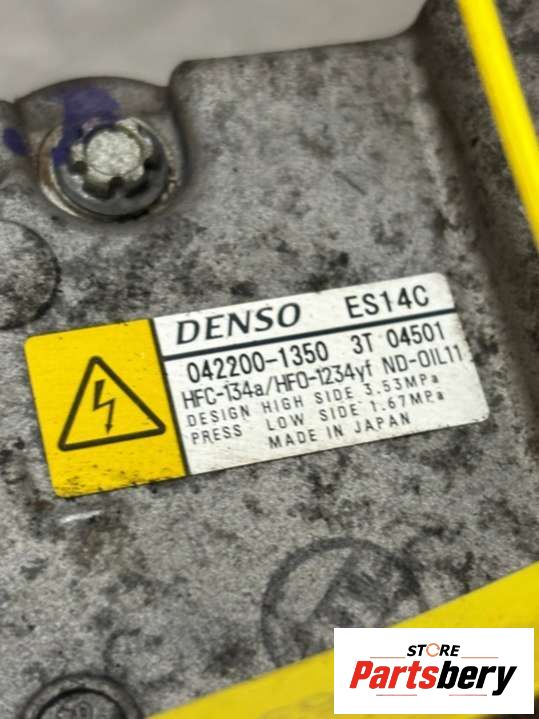 DENSO ES14C
042200-1350 3T 04501
HFC-134a/HFO-1234yf ND-OIL11
DESIGN HIGH SIDE 3.53MPa
PRESS LOW SIDE 1.67MPa
MADE IN JAPAN
STORE
Partsbery